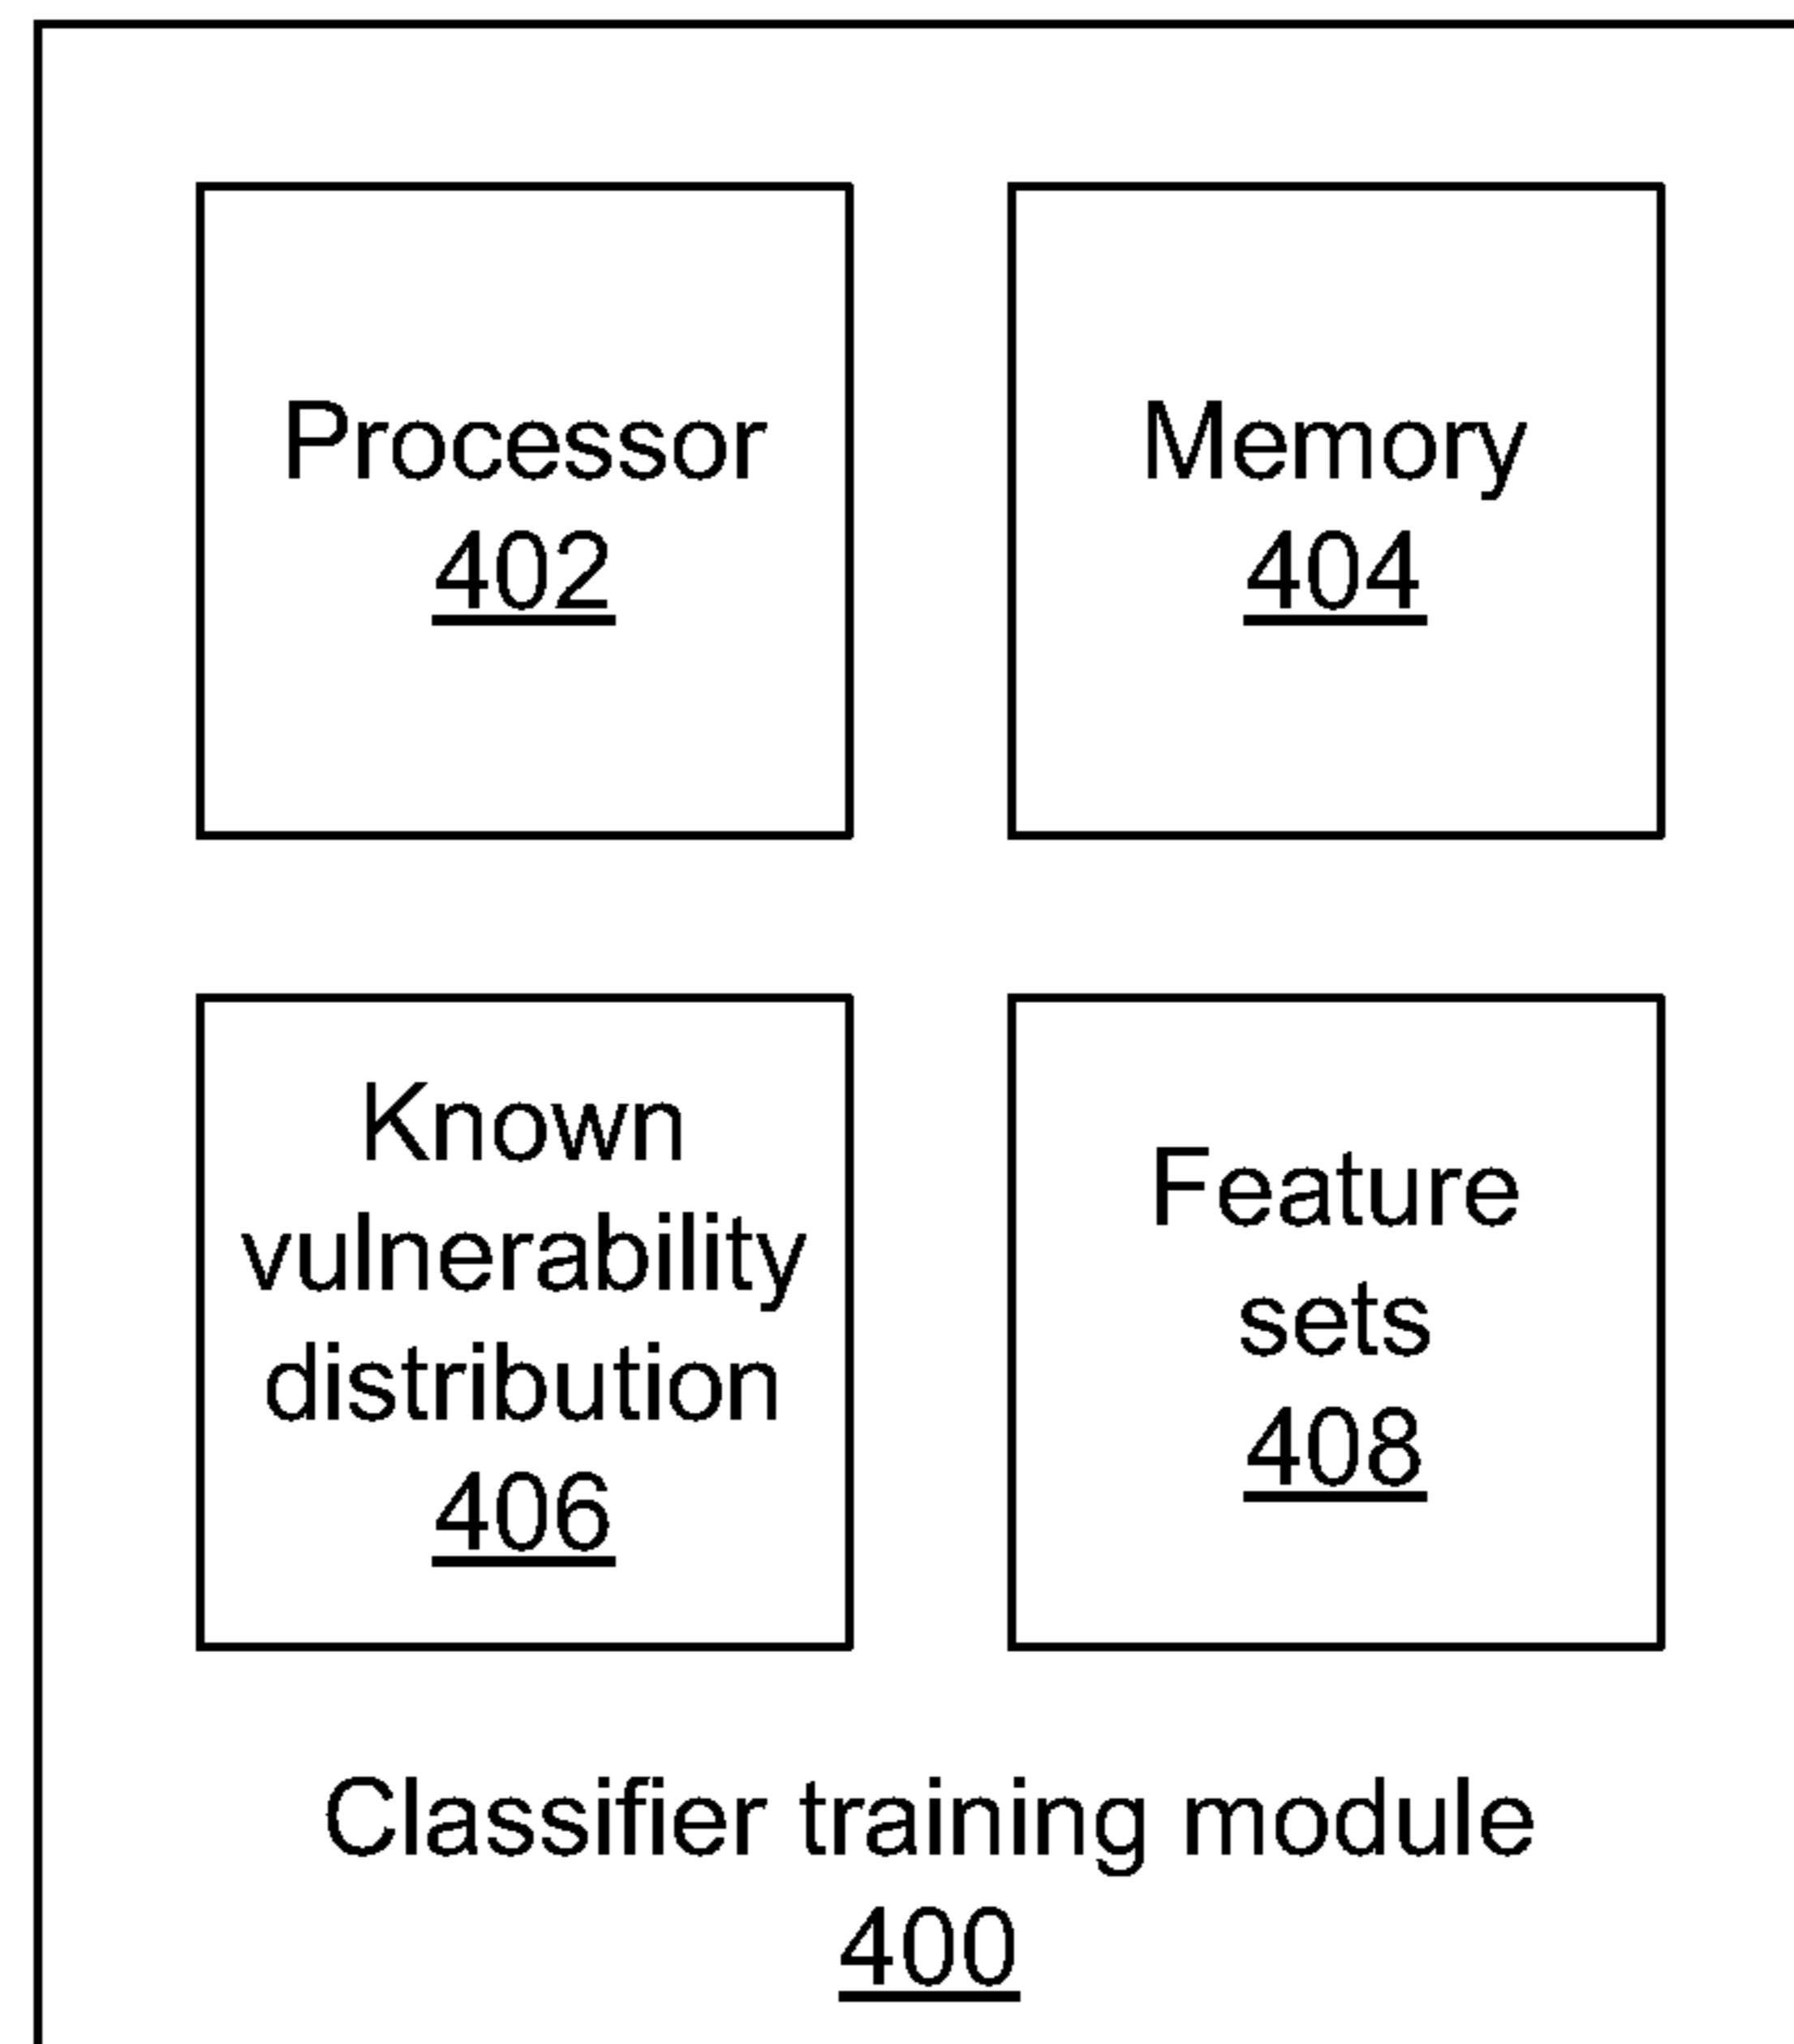 Processor
402
Memory
404
Known
vulnerability
distribution
406
Feature
sets
408
Classifier training module
400